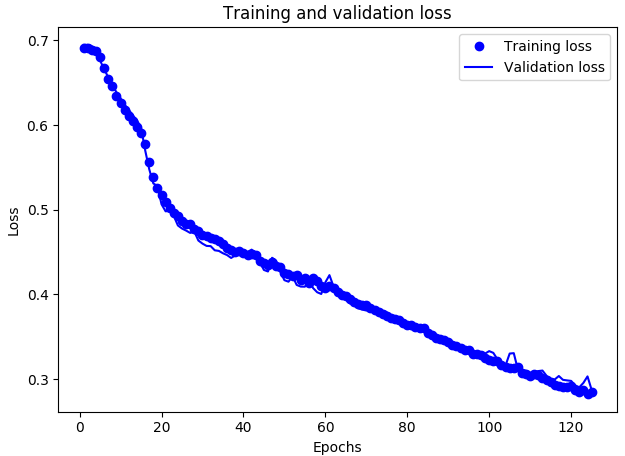 Training and validation loss
Training loss
Validation loss
Loss
0.7
0.6
0.5
0.4
0.3
0
20
40
60
80
100
120
Epochs